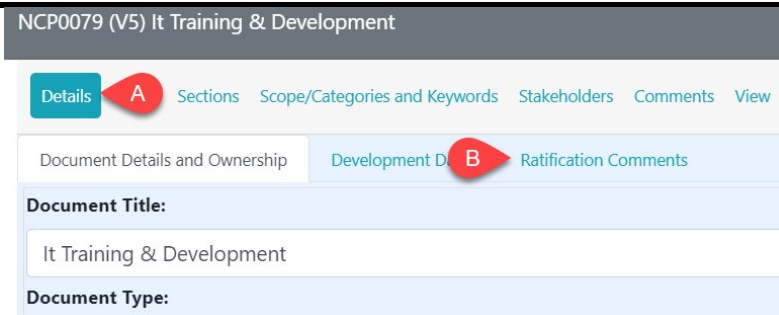 NCP0079 (V5) It Training & Development
Details A Sections Scope/Categories and Keywords Stakeholders Comments View
Document Details and Ownership Development D B Ratification Comments
Document Title:
It Training & Development
Document Type: